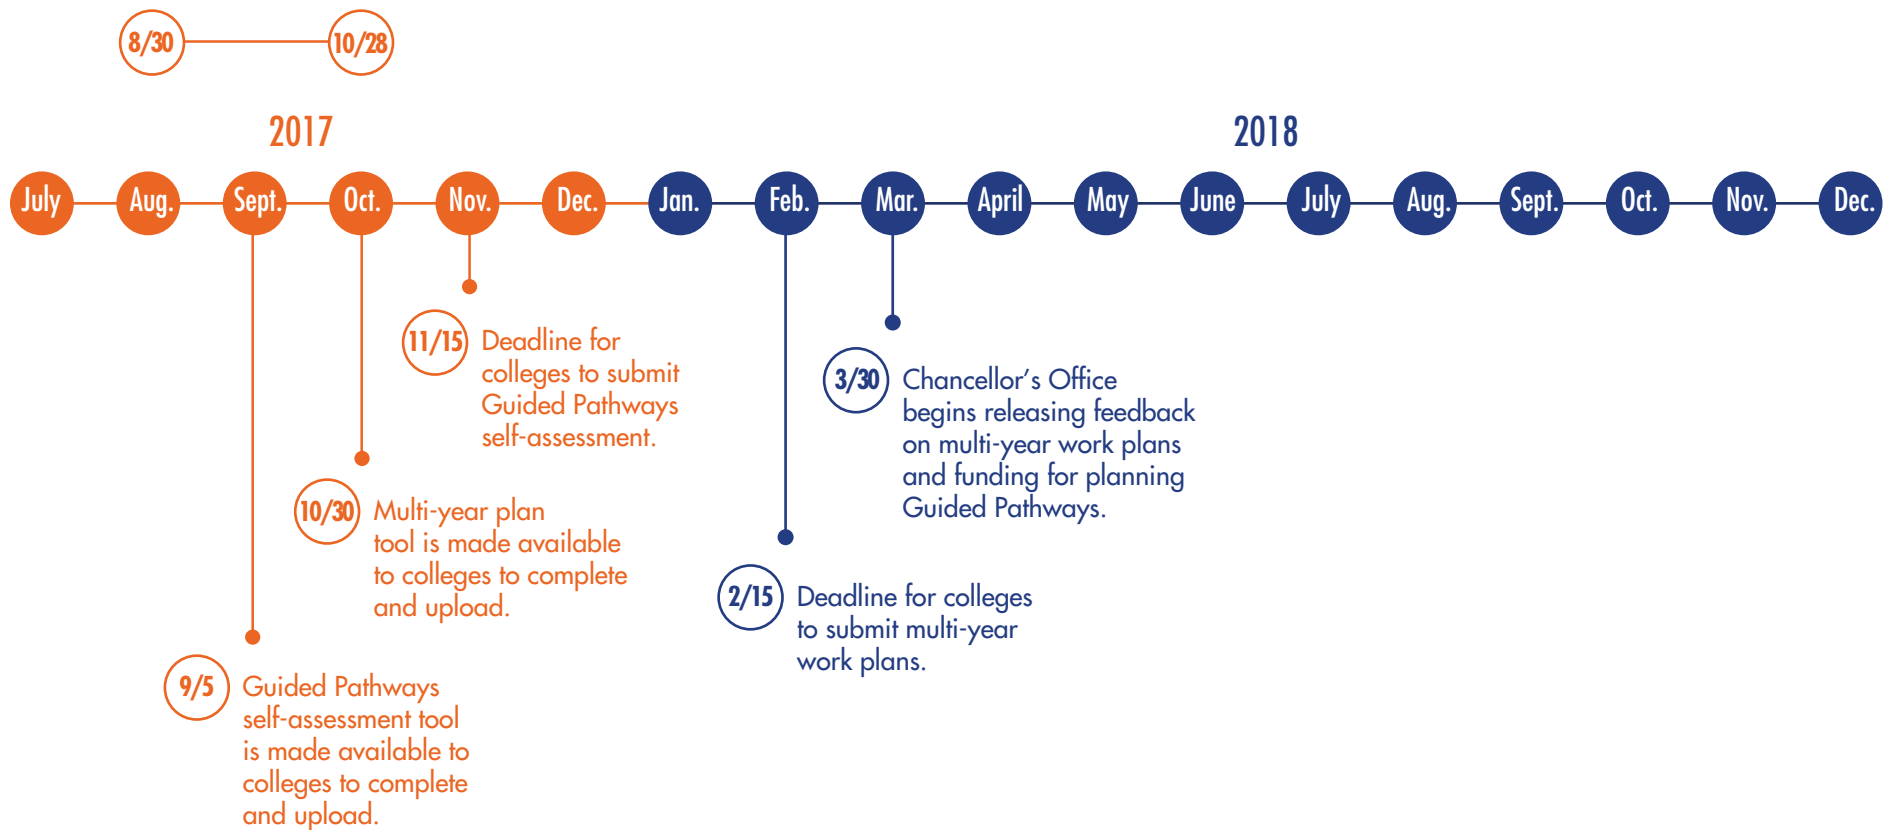 8/30
10/28
2017
2018
July Aug. Sept. Oct. Nov. Dec. Jan. Feb. Mar. April May June July Aug. Sept. Oct. Nov. Dec.
11/15
Deadline for
colleges to submit
Guided Pathways
self-assessment.
3/30
Chancellor’s Office
begins releasing feedback
on multi-year work plans
and funding for planning
Guided Pathways.
10/30
Multi-year plan
tool is made available
to colleges to complete
and upload.
2/15
Deadline for colleges
to submit multi-year
work plans.
9/5
Guided Pathways
self-assessment tool
is made available to
colleges to complete
and upload.